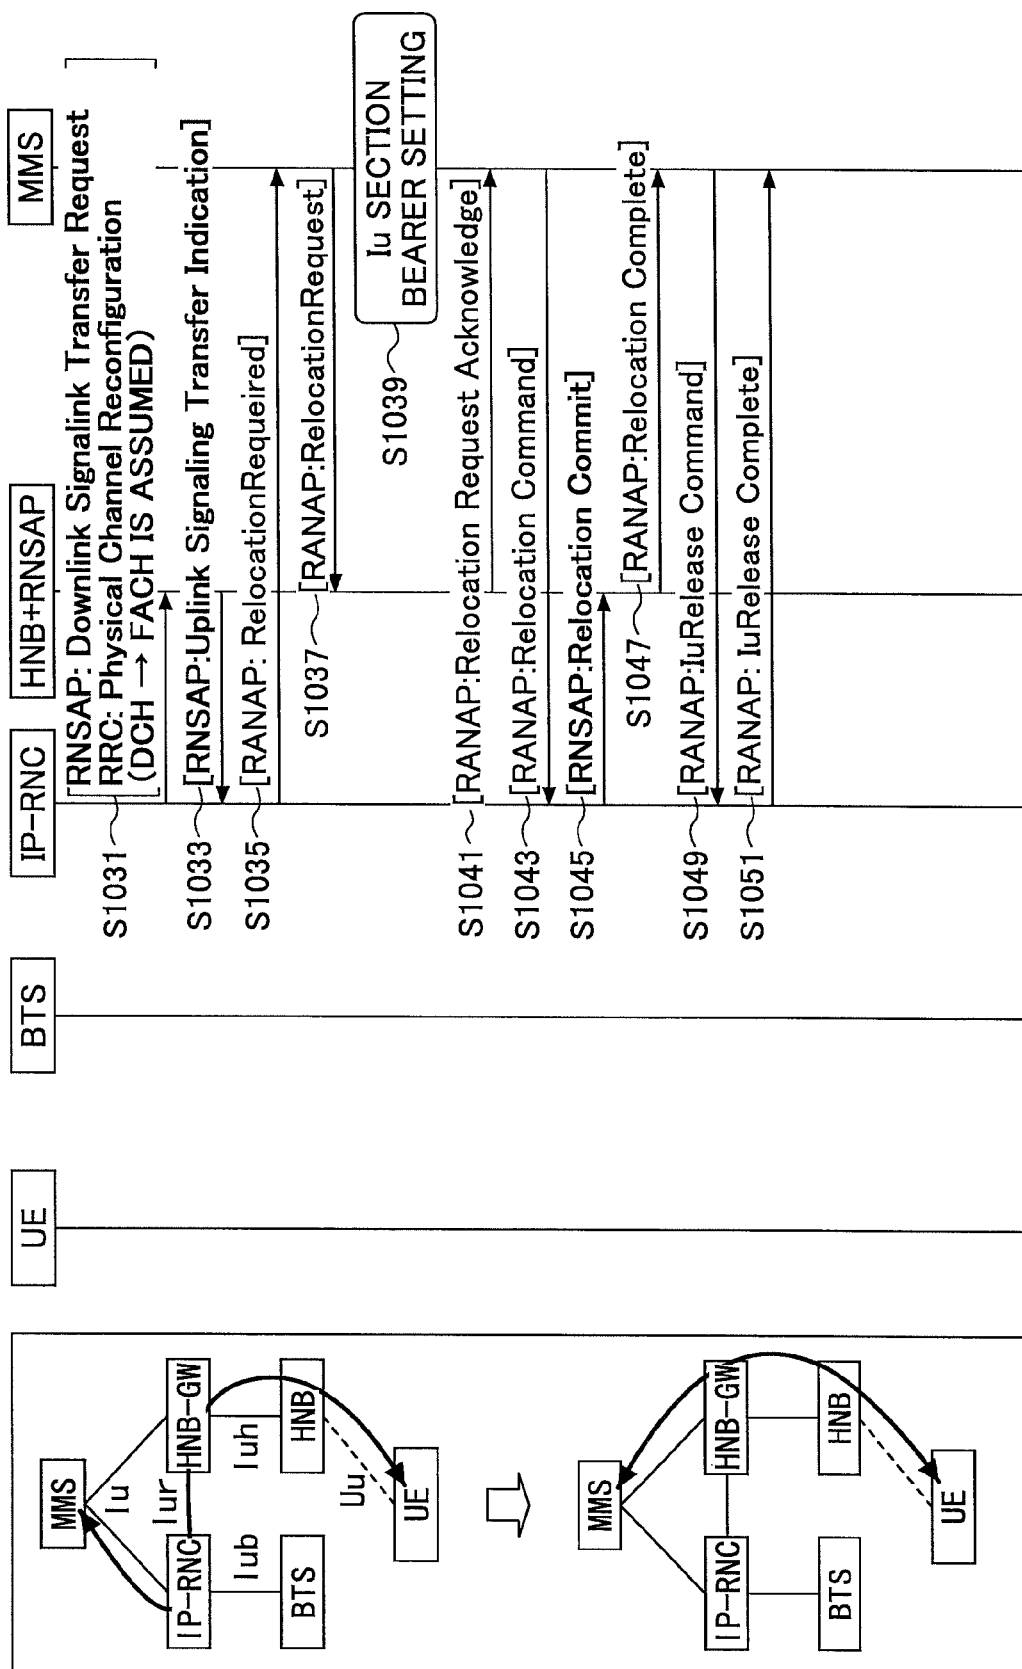 MMS
Iu
IP-RNC
Iur
HNB-GW
Iub
Iuh
BTS
HNB
Uu
UE
MMS
IP-RNC
HNB-GW
BTS
HNB
UE
UE
BTS
IP-RNC
HNB+RNSAP
MMS
S1031
[RNSAP: Downlink Signalink Transfer Request
RRC: Physical Channel Reconfiguration
(DCH → FACH IS ASSUMED)]
S1033
[RNSAP:Uplink Signaling Transfer Indication]
S1035
[RANAP: RelocationRequeired]
S1037
[RANAP:RelocationRequest]
S1039
Iu SECTION
BEARER SETTING
S1041
[RANAP:Relocation Request Acknowledge]
S1043
[RANAP:Relocation Command]
S1045
[RNSAP:Relocation Commit]
S1047
[RANAP:Relocation Complete]
S1049
[RANAP:IuRelease Command]
S1051
[RANAP: IuRelease Complete]